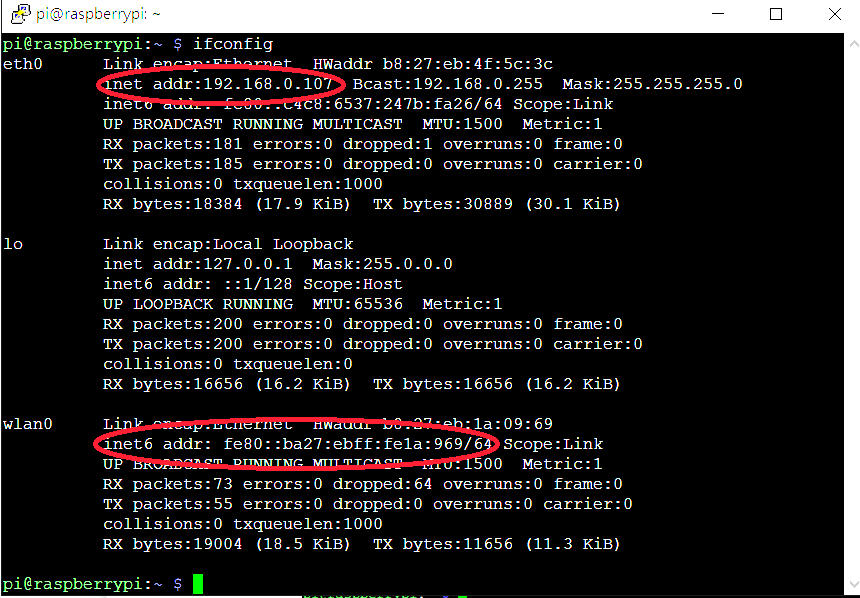 pi@raspberrypi: ~
pi@raspberrypi:~ $ ifconfig
eth0      Link encap:Ethernet  HWaddr b8:27:eb:4f:5c:3c
inet addr:192.168.0.107  Bcast:192.168.0.255  Mask:255.255.255.0
inet6 addr: fe80::c4c8:6537:247b:fa26/64 Scope:Link
UP BROADCAST RUNNING MULTICAST  MTU:1500  Metric:1
RX packets:181 errors:0 dropped:1 overruns:0 frame:0
TX packets:185 errors:0 dropped:0 overruns:0 carrier:0
collisions:0 txqueuelen:1000
RX bytes:18384 (17.9 KiB)  TX bytes:30889 (30.1 KiB)
lo        Link encap:Local Loopback
inet addr:127.0.0.1  Mask:255.0.0.0
inet6 addr: ::1/128 Scope:Host
UP LOOPBACK RUNNING  MTU:65536  Metric:1
RX packets:200 errors:0 dropped:0 overruns:0 frame:0
TX packets:200 errors:0 dropped:0 overruns:0 carrier:0
collisions:0 txqueuelen:0
RX bytes:16656 (16.2 KiB)  TX bytes:16656 (16.2 KiB)
wlan0     Link encap:Ethernet  HWaddr b8:27:eb:1a:09:69
inet6 addr: fe80::ba27:ebff:fe1a:969/64 Scope:Link
UP BROADCAST RUNNING MULTICAST  MTU:1500  Metric:1
RX packets:73 errors:0 dropped:64 overruns:0 frame:0
TX packets:55 errors:0 dropped:0 overruns:0 carrier:0
collisions:0 txqueuelen:1000
RX bytes:19004 (18.5 KiB)  TX bytes:11656 (11.3 KiB)
pi@raspberrypi:~ $